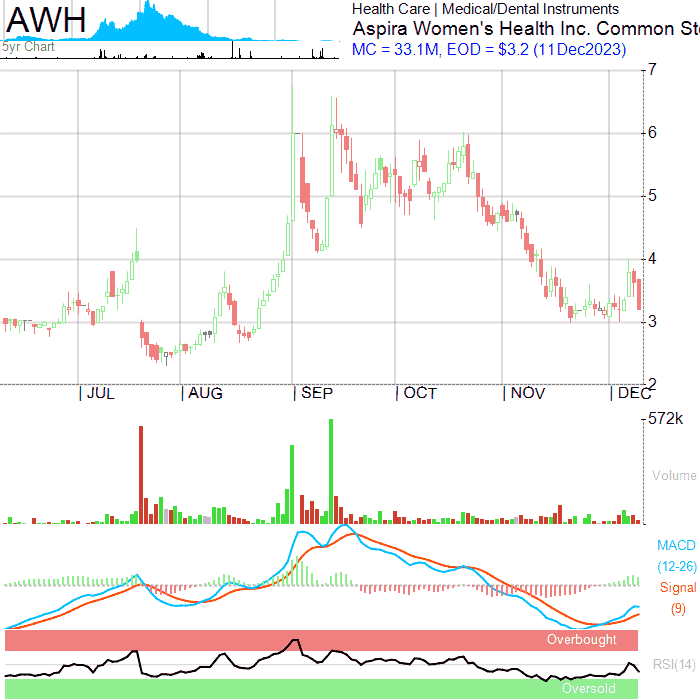 AWH
5yr Chart
Health Care | Medical/Dental Instruments
Aspira Women's Health Inc. Common Sto
MC = 33.1M, EOD = $3.2 (11Dec2023)
7
6
5
4
3
2
JUL AUG SEP OCT NOV DEC
572k
Volume
MACD
(12-26)
Signal
(9)
Overbought
RSI(14)
Oversold